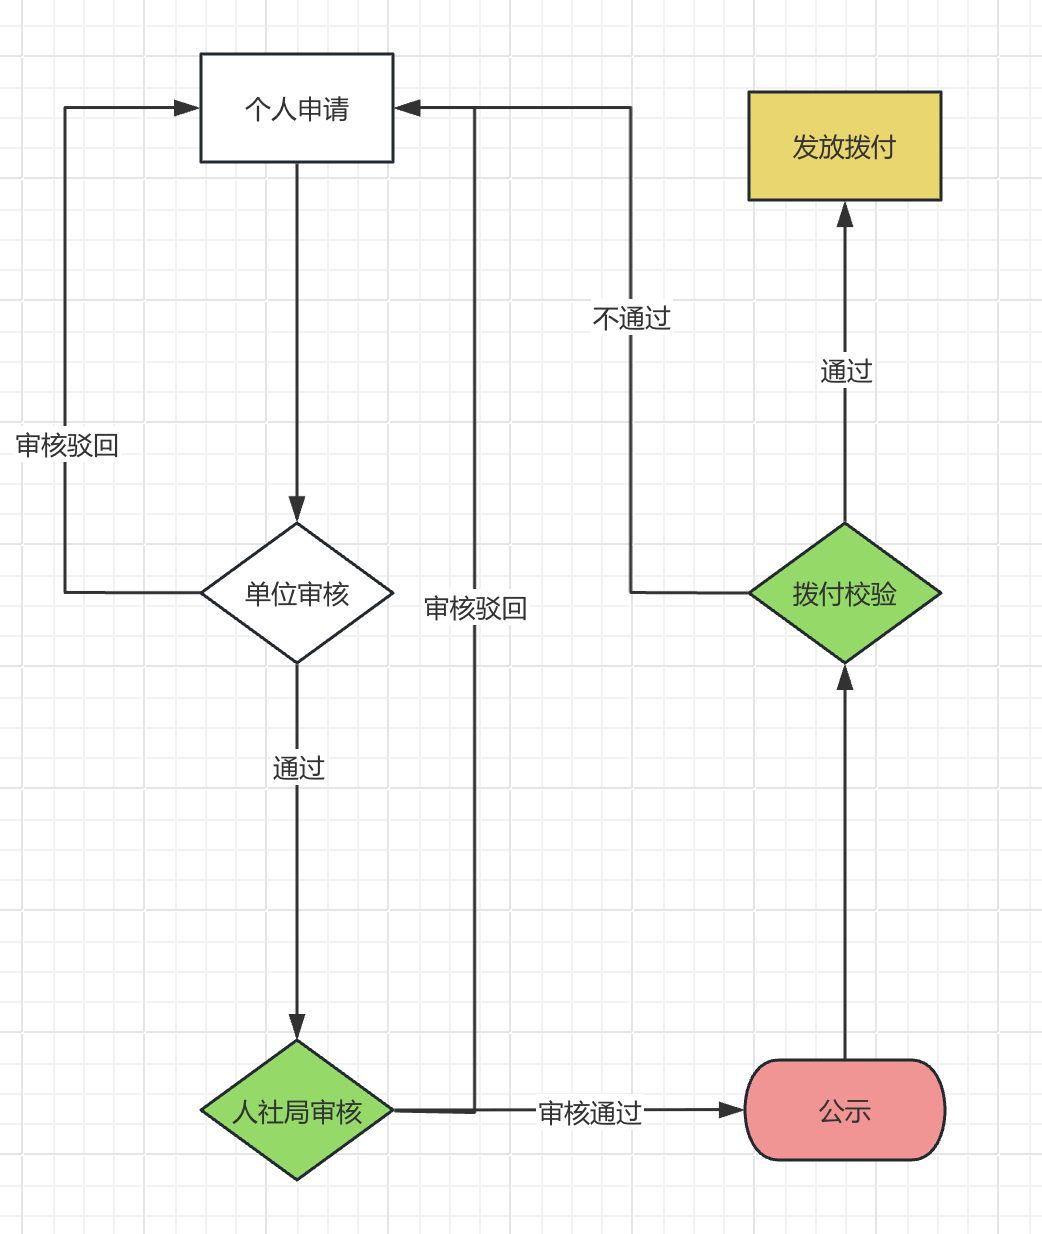 个人申请
发放拨付
不通过
通过
审核驳回
单位审核
审核驳回
拨付校验
通过
人社局审核
审核通过
公示